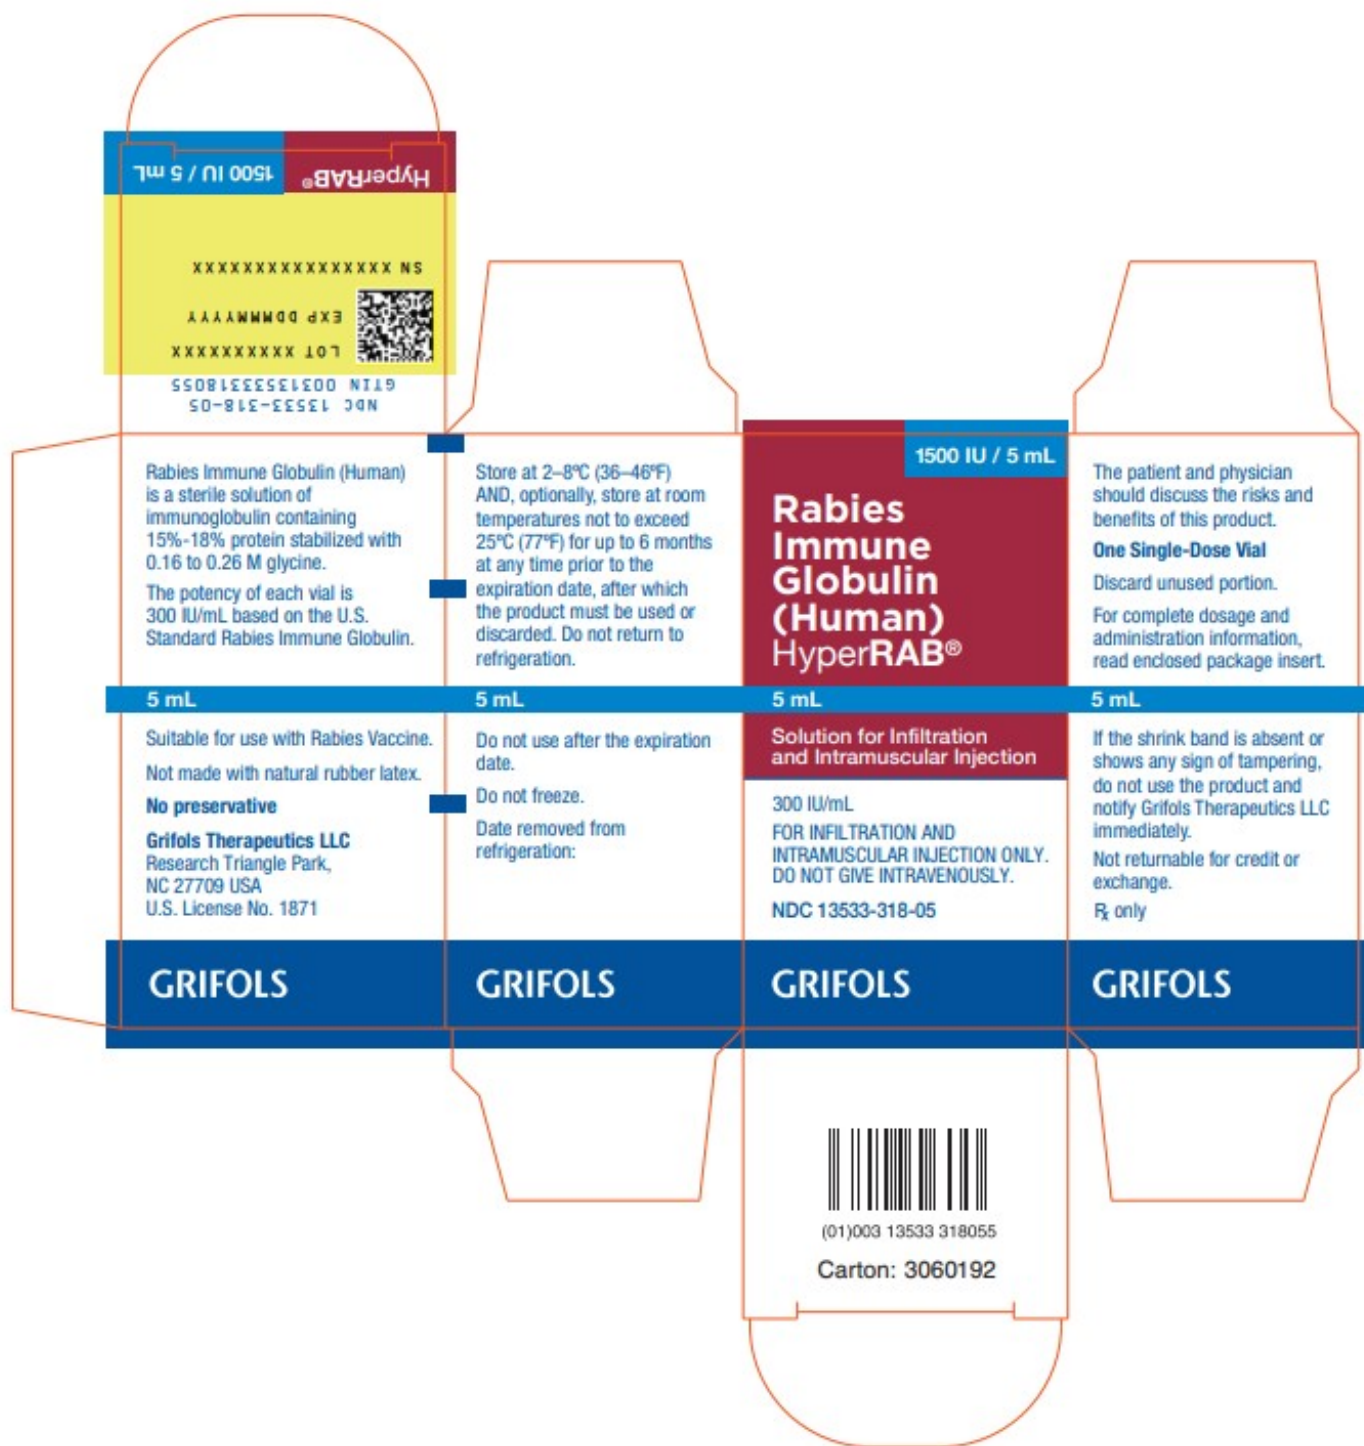 HyperRAB® 1500 IU / 5 mL
SN XXXXXXXXXXXXXXXX
EXP DDMMMYYYY
LOT XXXXXXXXXX
GTIN 00313533318055
NDC 13533-318-05
Rabies Immune Globulin (Human)
is a sterile solution of
immunoglobulin containing
15%-18% protein stabilized with
0.16 to 0.26 M glycine.
The potency of each vial is
300 IU/mL based on the U.S.
Standard Rabies Immune Globulin.
5 mL
Suitable for use with Rabies Vaccine.
Not made with natural rubber latex.
No preservative
Grifols Therapeutics LLC
Research Triangle Park,
NC 27709 USA
U.S. License No. 1871
GRIFOLS
Store at 2–8ºC (36–46ºF)
AND, optionally, store at room
temperatures not to exceed
25ºC (77ºF) for up to 6 months
at any time prior to the
expiration date, after which
the product must be used or
discarded. Do not return to
refrigeration.
5 mL
Do not use after the expiration
date.
Do not freeze.
Date removed from
refrigeration:
GRIFOLS
1500 IU / 5 mL
Rabies
Immune
Globulin
(Human)
HyperRAB®
5 mL
Solution for Infiltration
and Intramuscular Injection
300 IU/mL
FOR INFILTRATION AND
INTRAMUSCULAR INJECTION ONLY.
DO NOT GIVE INTRAVENOUSLY.
NDC 13533-318-05
GRIFOLS
(01)003 13533 318055
Carton: 3060192
The patient and physician
should discuss the risks and
benefits of this product.
One Single-Dose Vial
Discard unused portion.
For complete dosage and
administration information,
read enclosed package insert.
5 mL
If the shrink band is absent or
shows any sign of tampering,
do not use the product and
notify Grifols Therapeutics LLC
immediately.
Not returnable for credit or
exchange.
℞ only
GRIFOLS